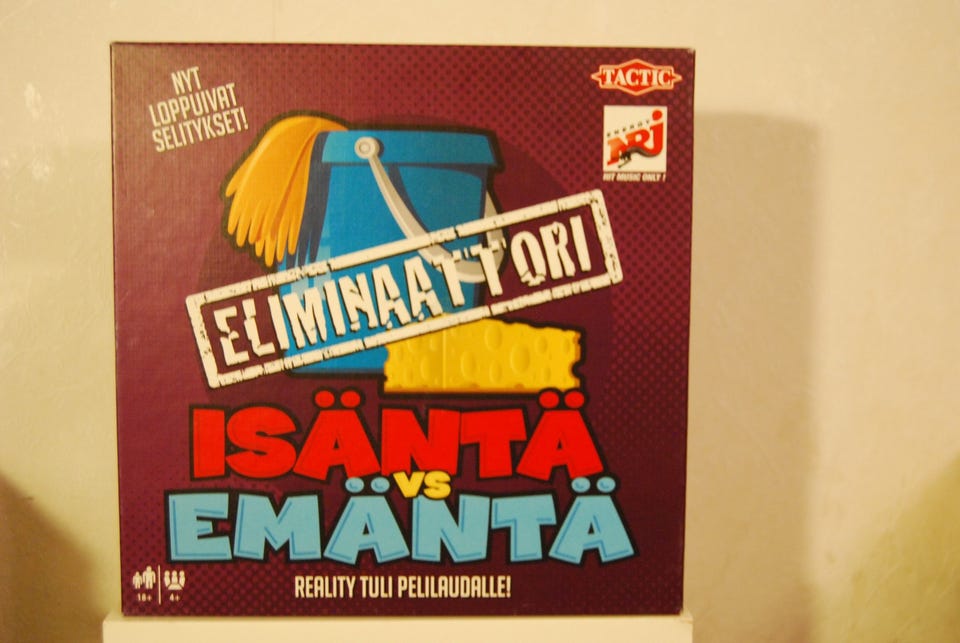 NYT
LOPPUIVAT
SELITYKSET!
TACTIC
ENERGY
NRJ
HIT MUSIC ONLY!
ELIMINAATTORI
ISÄNTÄ
VS
EMÄNTÄ
REALITY TULI PELILAUDALLE!
18+ 4+